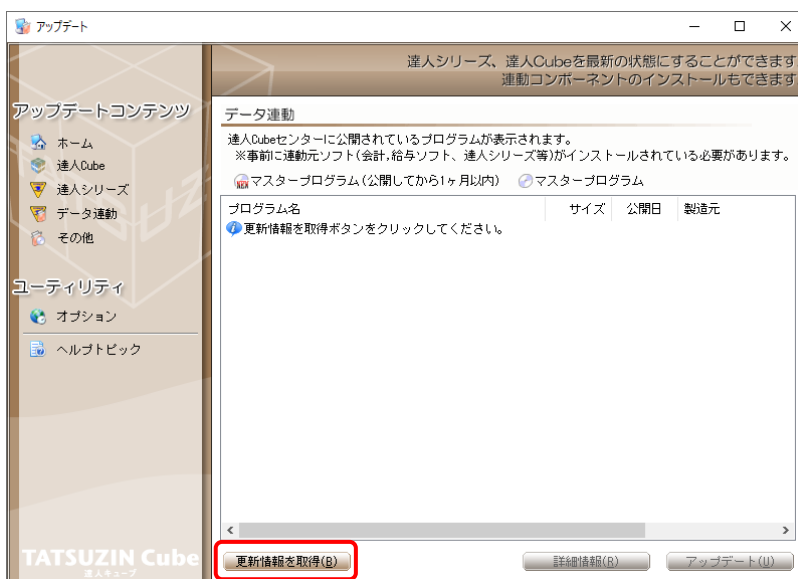 アップデート
達人シリーズ、達人Cubeを最新の状態にすることができます
連動コンポーネントのインストールもできます
アップデートコンテンツ
ホーム
達人Cube
達人シリーズ
データ連動
その他
ユーティリティ
オプション
ヘルプトピック
TATSUZIN Cube
達人キューブ
データ連動
達人Cubeセンターに公開されているプログラムが表示されます。
※事前に連動元ソフト(会計,給与ソフト、達人シリーズ等)がインストールされている必要があります。
NEW マスタープログラム(公開してから1ヶ月以内) マスタープログラム
プログラム名 サイズ 公開日 製造元
更新情報を取得ボタンをクリックしてください。
更新情報を取得(B) 詳細情報(R) アップデート(U)